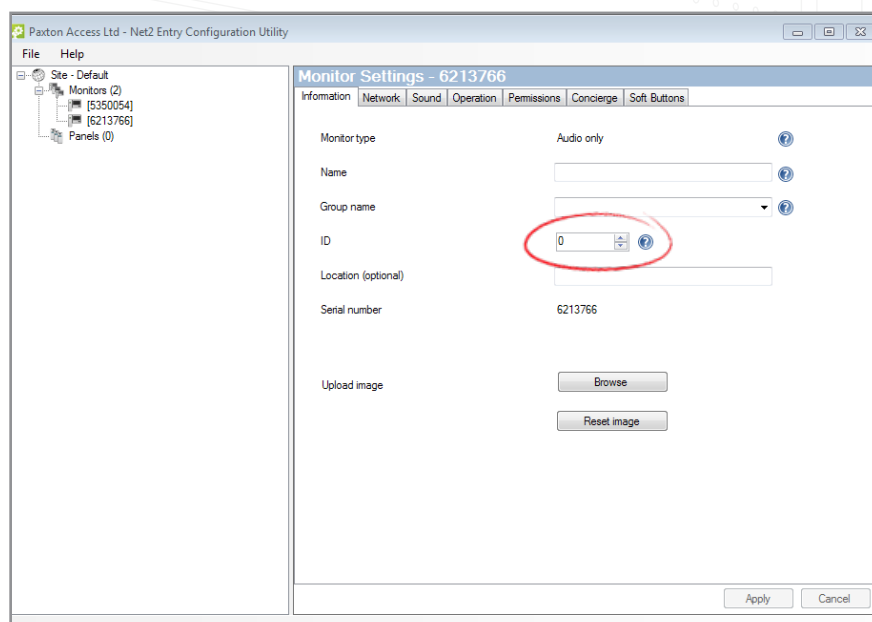 Paxton Access Ltd - Net2 Entry Configuration Utility
File Help
Site - Default
Monitors (2)
[5350054]
[6213766]
Panels (0)
Monitor Settings - 6213766
Information Network Sound Operation Permissions Concierge Soft Buttons
Monitor type Audio only
Name
Group name
ID 0
Location (optional)
Serial number 6213766
Upload image Browse
Reset image
Apply Cancel